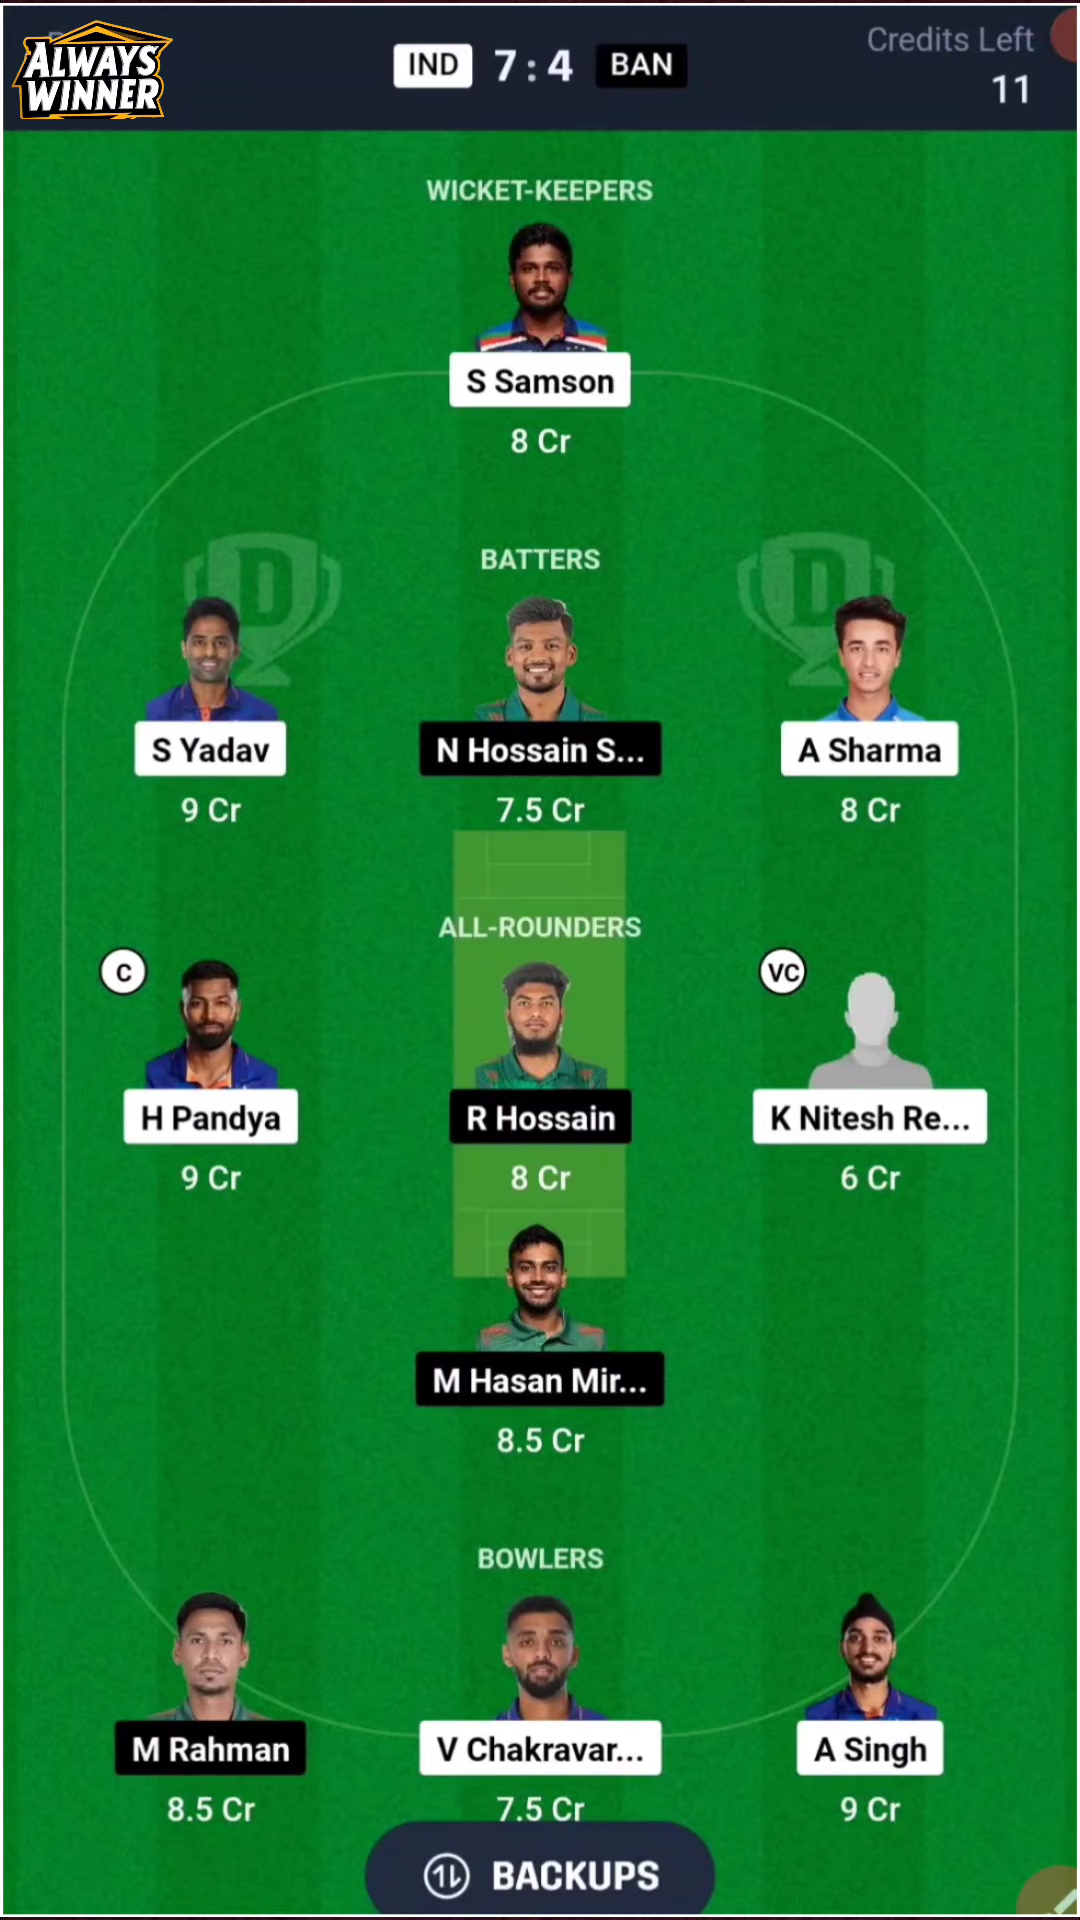 ALWAYS
WINNER
IND 7 : 4 BAN
Credits Left
11
WICKET-KEEPERS
S Samson
8 Cr
BATTERS
S Yadav N Hossain S... A Sharma
9 Cr 7.5 Cr 8 Cr
ALL-ROUNDERS
C VC
H Pandya R Hossain K Nitesh Re...
9 Cr 8 Cr 6 Cr
M Hasan Mir...
8.5 Cr
BOWLERS
M Rahman V Chakravar... A Singh
8.5 Cr 7.5 Cr 9 Cr
BACKUPS